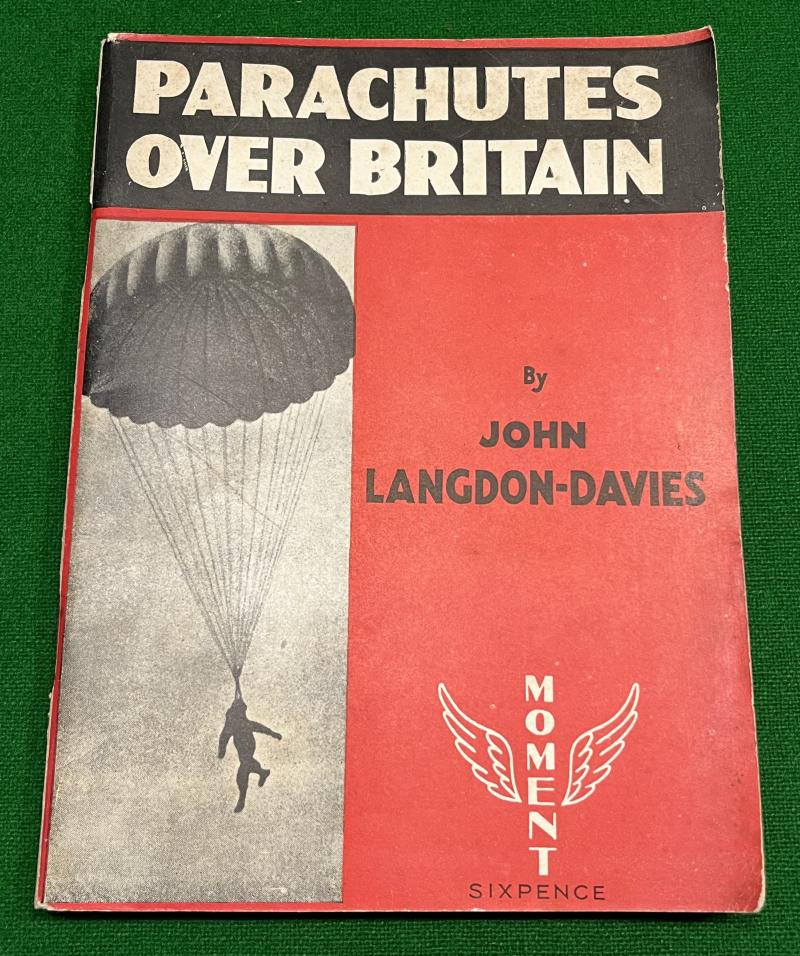 PARACHUTES
OVER BRITAIN
By
JOHN
LANGDON-DAVIES
MOMENT
SIXPENCE